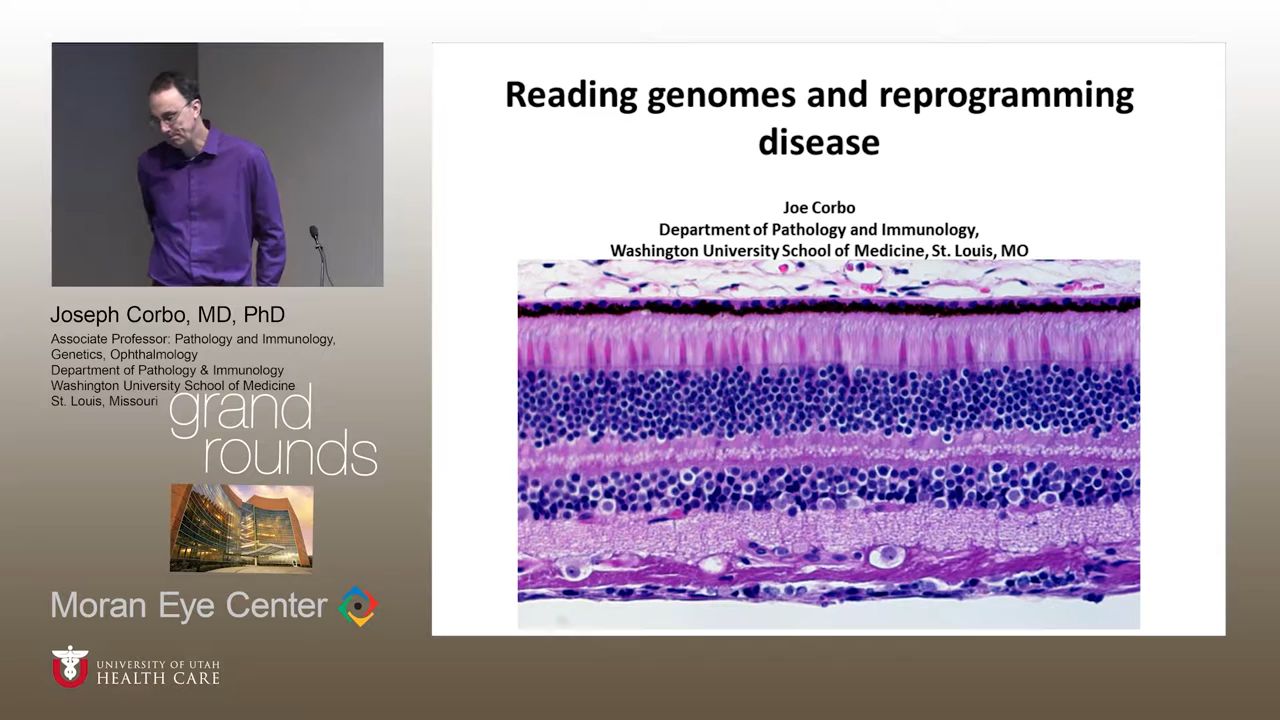 Reading genomes and reprogramming
disease
Joe Corbo
Department of Pathology and Immunology,
Washington University School of Medicine, St. Louis, MO
Joseph Corbo, MD, PhD
Associate Professor: Pathology and Immunology,
Genetics, Ophthalmology
Department of Pathology & Immunology
Washington University School of Medicine
St. Louis, Missouri
grand
rounds
Moran Eye Center
UNIVERSITY OF UTAH
HEALTH CARE